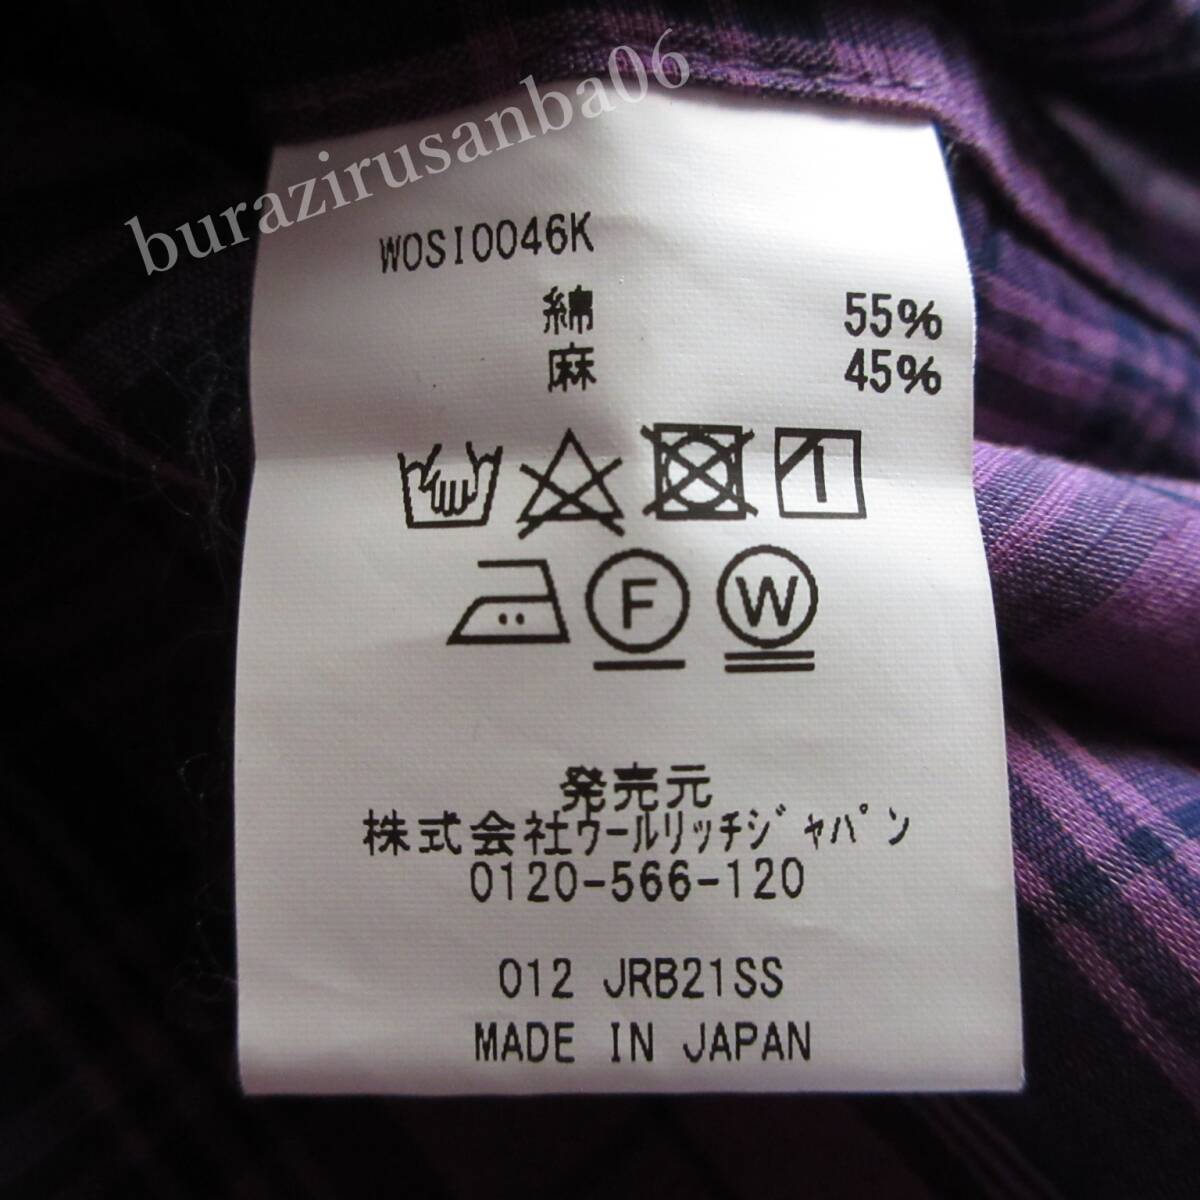 burazirusanba06
WOSI0046K
綿 55%
麻 45%
F W
発売元
株式会社ｳｰﾙﾘｯﾁｼﾞｬﾊﾟﾝ
0120-566-120
012 JRB21SS
MADE IN JAPAN